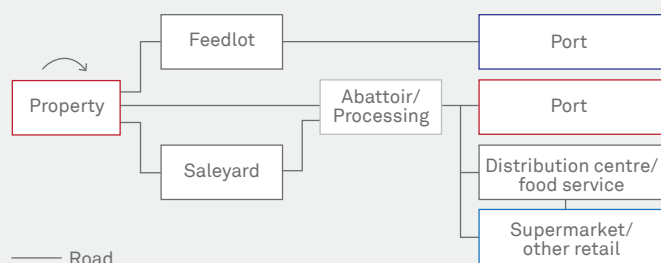 Feedlot
Port
Property
Abattoir/
Processing
Port
Saleyard
Distribution centre/
food service
Supermarket/
other retail
Road